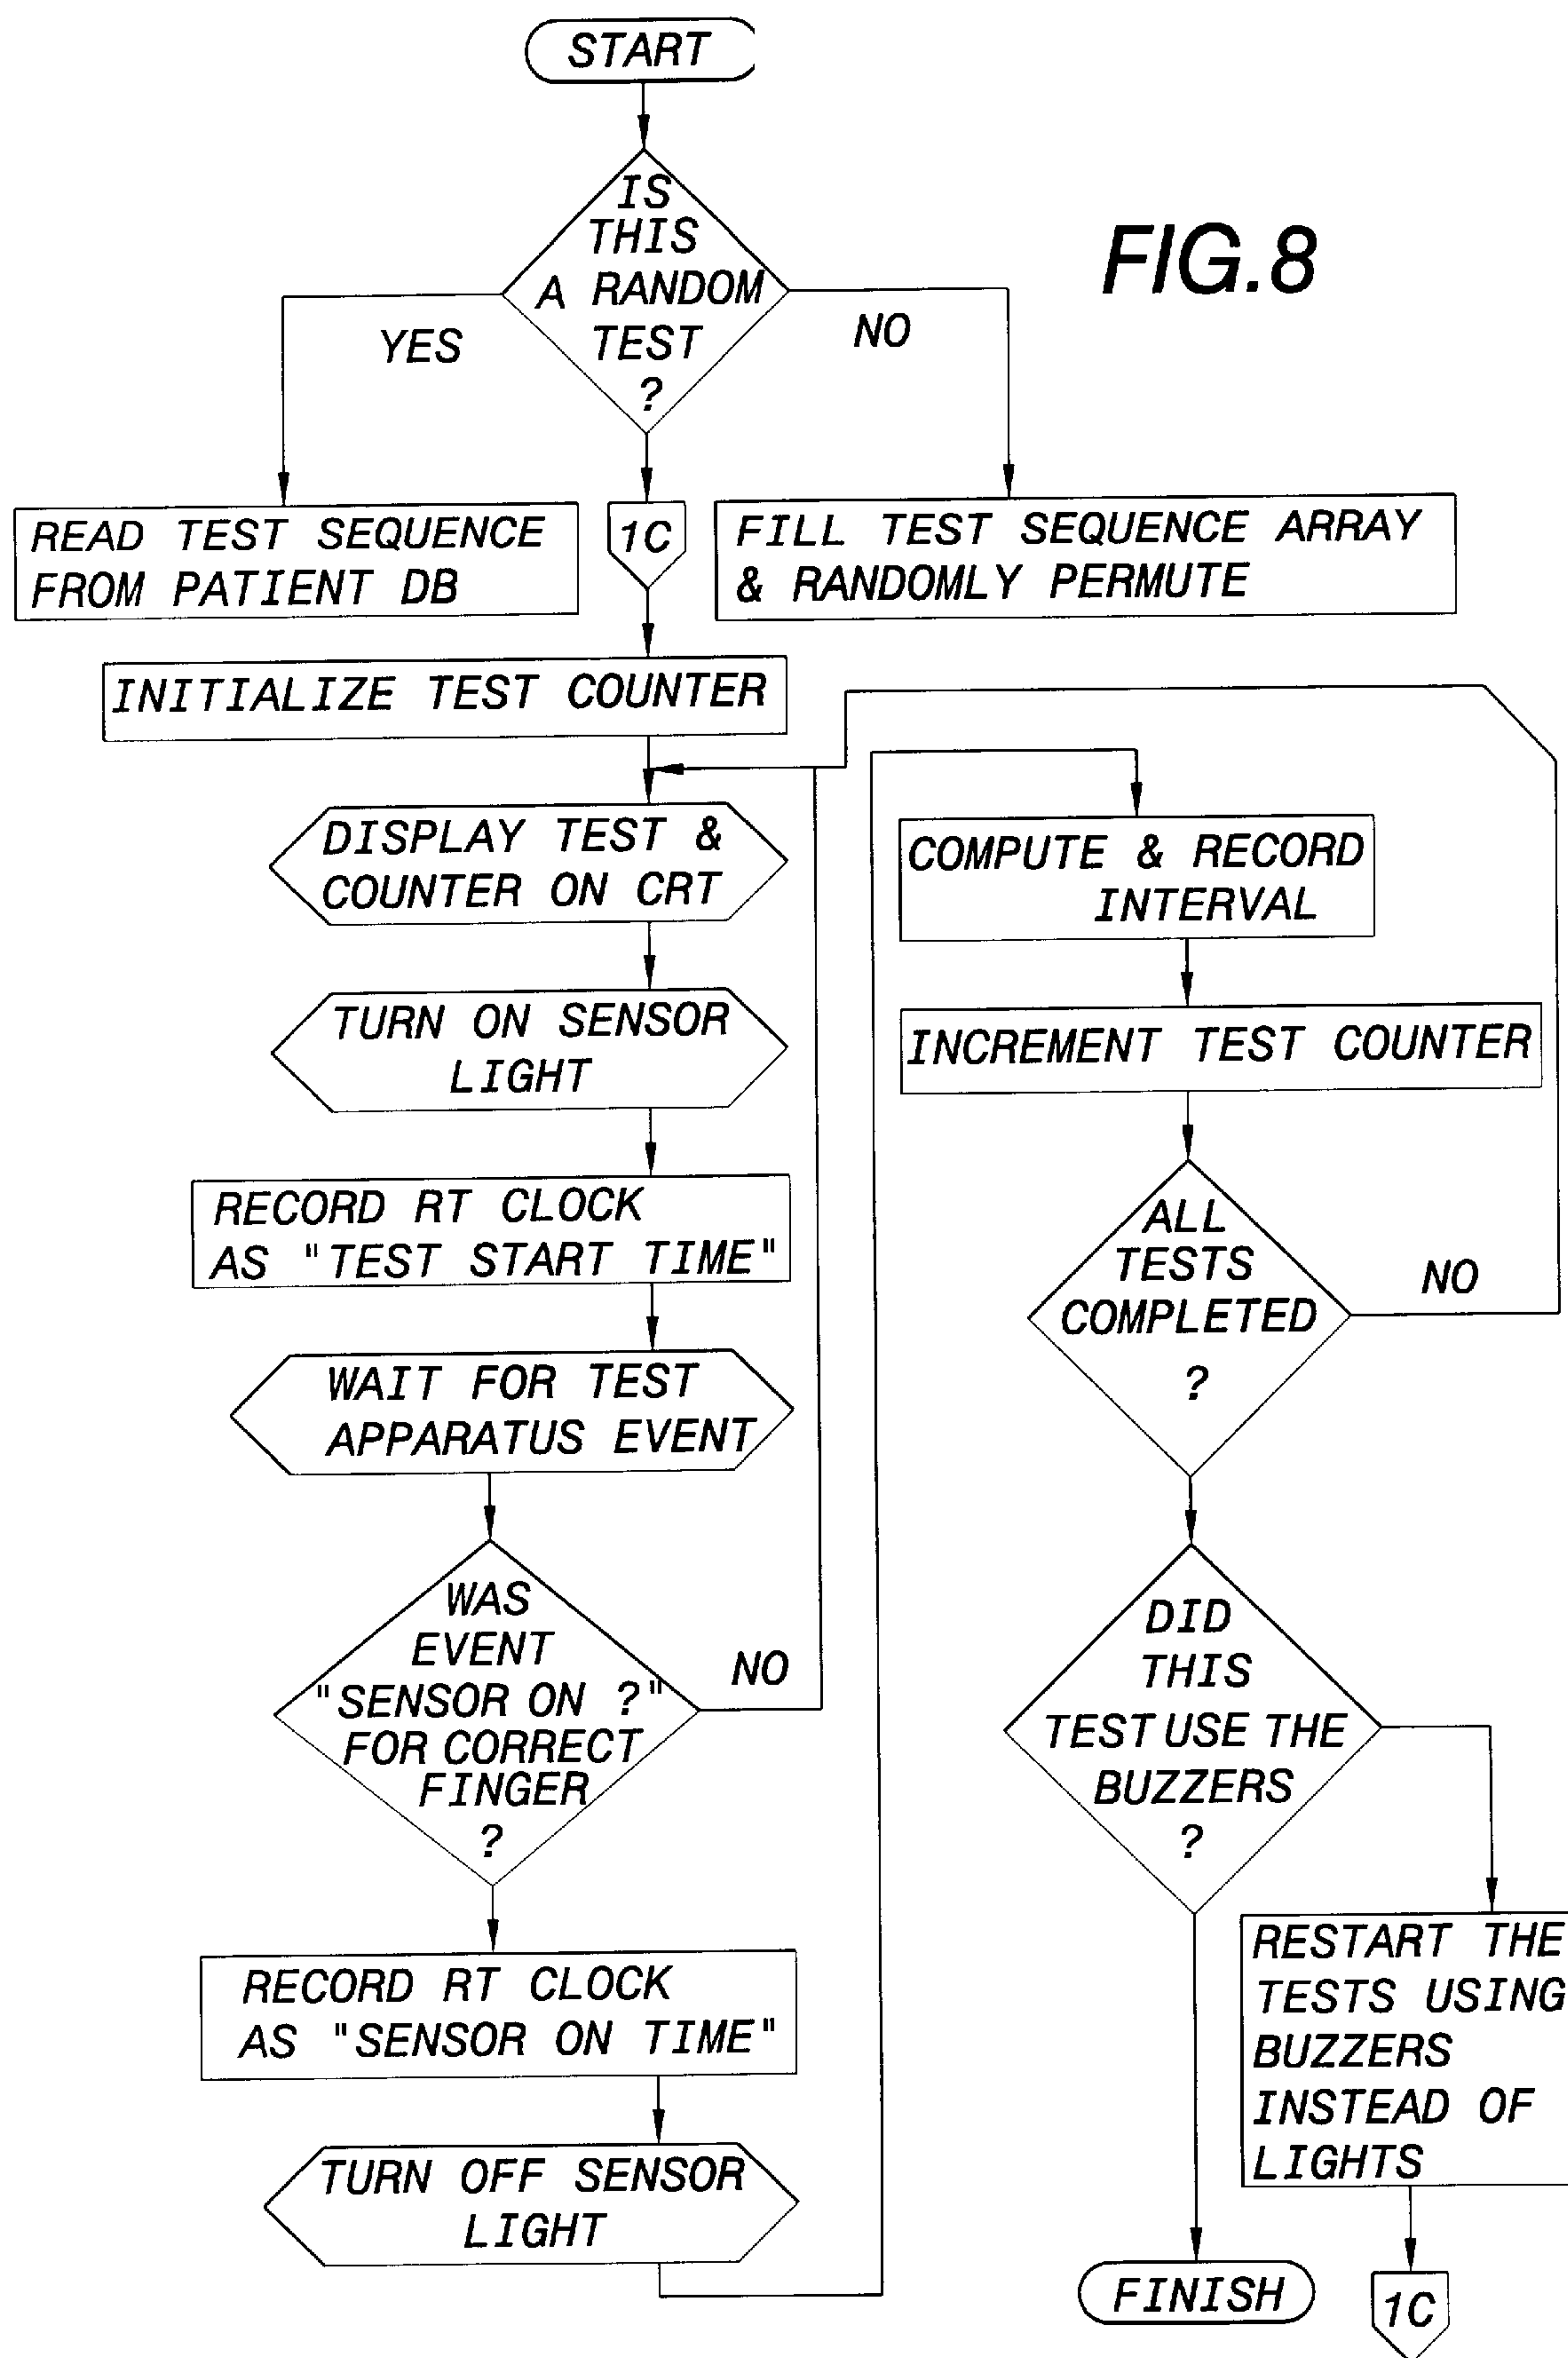 START
FIG.8
IS
THIS
A RANDOM
TEST
?
YES
NO
READ TEST SEQUENCE
FROM PATIENT DB
1C
FILL TEST SEQUENCE ARRAY
& RANDOMLY PERMUTE
INITIALIZE TEST COUNTER
DISPLAY TEST &
COUNTER ON CRT
TURN ON SENSOR
LIGHT
RECORD RT CLOCK
AS "TEST START TIME"
WAIT FOR TEST
APPARATUS EVENT
WAS
EVENT
"SENSOR ON ?"
FOR CORRECT
FINGER
?
NO
RECORD RT CLOCK
AS "SENSOR ON TIME"
TURN OFF SENSOR
LIGHT
COMPUTE & RECORD
INTERVAL
INCREMENT TEST COUNTER
ALL
TESTS
COMPLETED
?
NO
DID
THIS
TEST USE THE
BUZZERS
?
RESTART THE
TESTS USING
BUZZERS
INSTEAD OF
LIGHTS
FINISH
1C